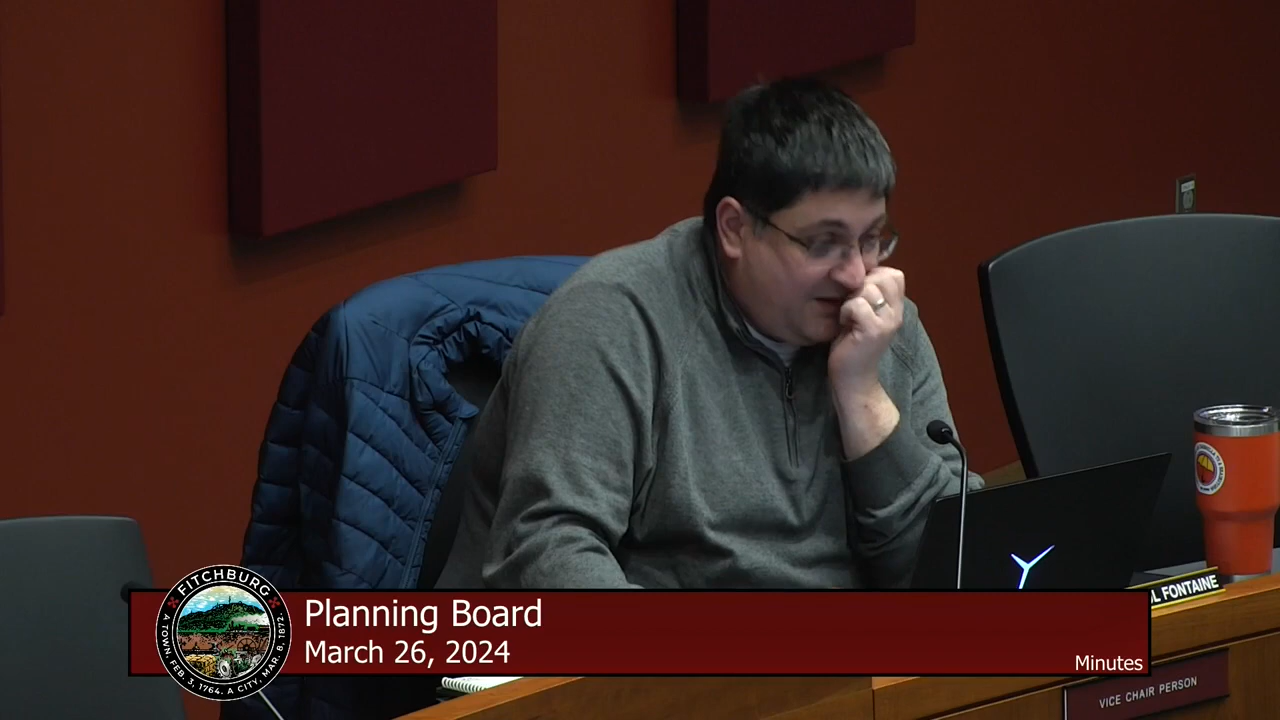 Planning Board
March 26, 2024
Minutes
FITCHBURG
A TOWN, FEB. 3, 1764. A CITY, MAR. 8, 1872.
L FONTAINE
VICE CHAIR PERSON